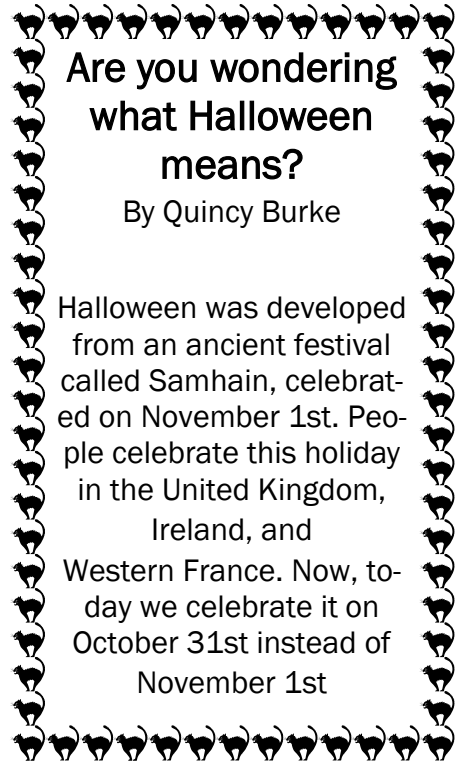 Are you wondering
what Halloween
means?
By Quincy Burke
Halloween was developed
from an ancient festival
called Samhain, celebrat-
ed on November 1st. Peo-
ple celebrate this holiday
in the United Kingdom,
Ireland, and
Western France. Now, to-
day we celebrate it on
October 31st instead of
November 1st